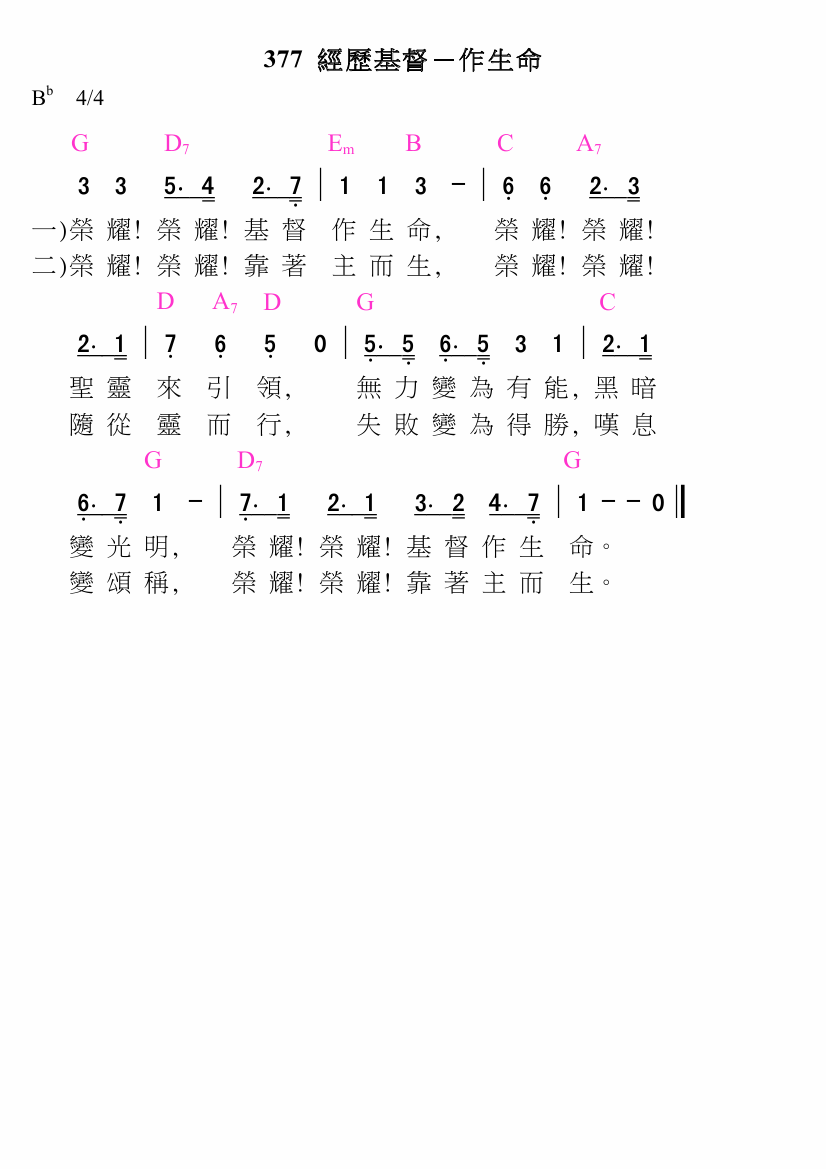 377 經歷基督－作生命
B♭ 4/4
G D7 Em B C A7
3 3 5. 4 2. 7 | 1 1 3 - | 6 6 2. 3
一)榮耀!榮耀!基督作生命, 榮耀!榮耀!
二)榮耀!榮耀!靠著主而生, 榮耀!榮耀!
D A7 D G C
2. 1 | 7 6 5 0 | 5. 5 6. 5 3 1 | 2. 1
聖靈來引領, 無力變為有能,黑暗
隨從靈而行, 失敗變為得勝,嘆息
G D7 G
6. 7 1 - | 7. 1 2. 1 3. 2 4. 7 | 1 - - 0 ‖
變光明, 榮耀!榮耀!基督作生命。
變頌稱, 榮耀!榮耀!靠著主而生。